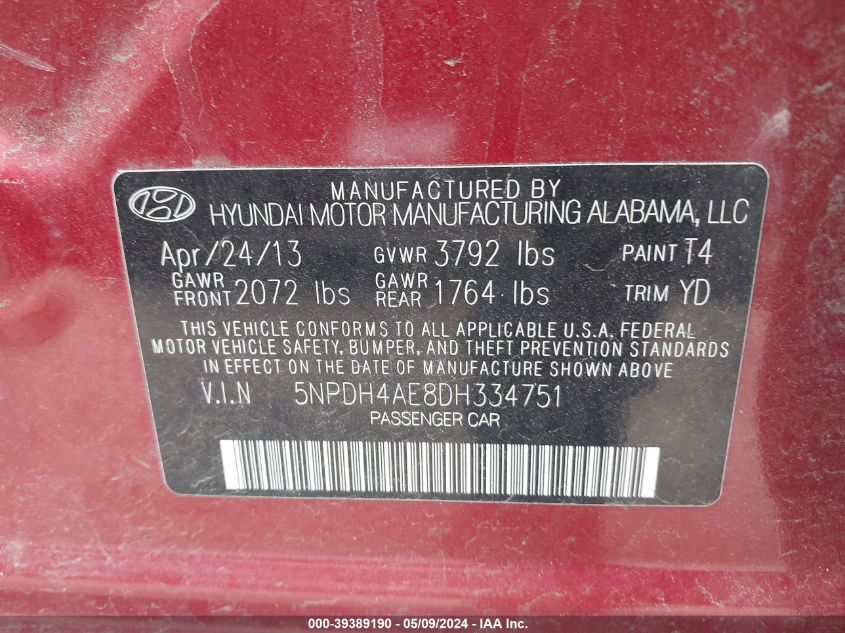 MANUFACTURED BY
HYUNDAI MOTOR MANUFACTURING ALABAMA, LLC
Apr/24/13 GVWR 3792 lbs PAINT T4
GAWR FRONT 2072 lbs GAWR REAR 1764 lbs TRIM YD
THIS VEHICLE CONFORMS TO ALL APPLICABLE U.S.A. FEDERAL
MOTOR VEHICLE SAFETY, BUMPER, AND THEFT PREVENTION STANDARDS
IN EFFECT ON THE DATE OF MANUFACTURE SHOWN ABOVE
V.I.N 5NPDH4AE8DH334751
PASSENGER CAR
000-39389190 - 05/09/2024 - IAA Inc.